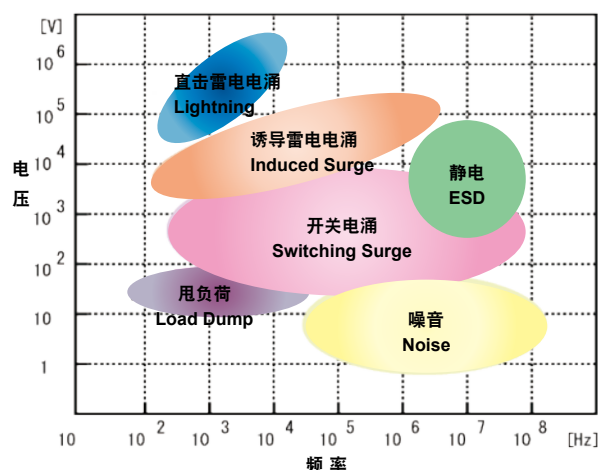 [V]
10 6
直击雷电电涌
Lightning
10 5
诱导雷电电涌
Induced Surge
10 4
静电
ESD
电压
10 3
开关电涌
Switching Surge
10 2
甩负荷
Load Dump
10
噪音
Noise
1
10 10 2 10 3 10 4 10 5 10 6 10 7 10 8 [Hz]
频率